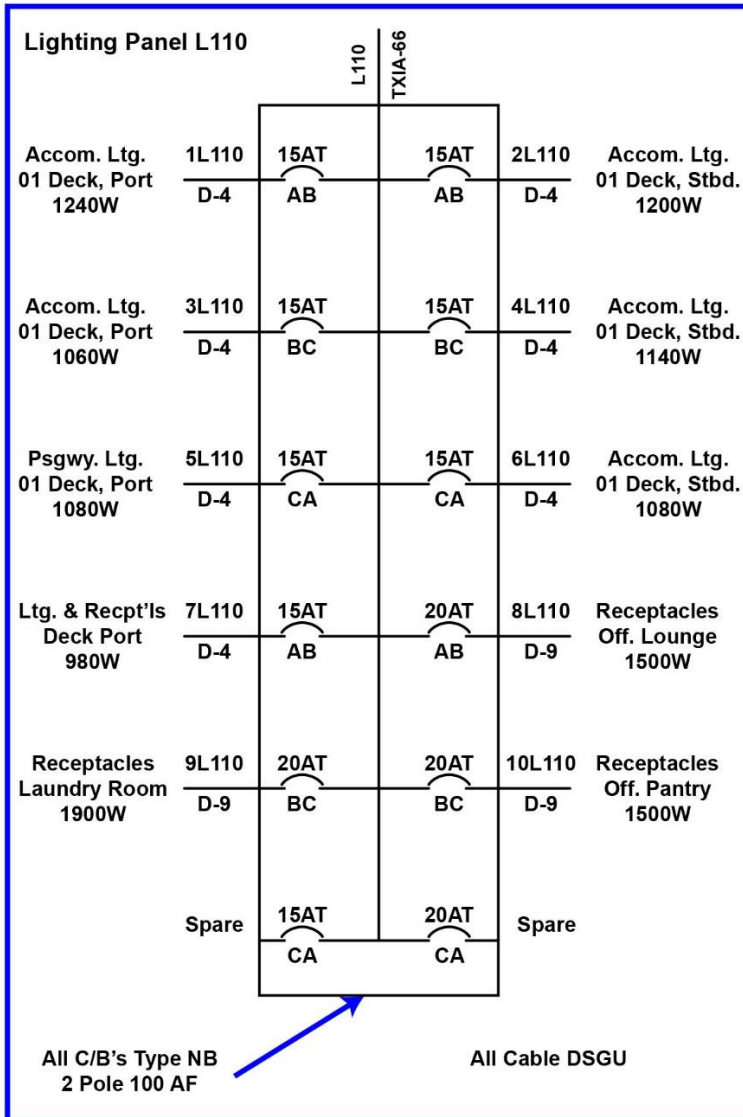 Lighting Panel L110
L110
TXIA-66
Accom. Ltg.
01 Deck, Port
1240W
1L110
D-4
15AT
AB
15AT
AB
2L110
D-4
Accom. Ltg.
01 Deck, Stbd.
1200W
Accom. Ltg.
01 Deck, Port
1060W
3L110
D-4
15AT
BC
15AT
BC
4L110
D-4
Accom. Ltg.
01 Deck, Stbd.
1140W
Psgwy. Ltg.
01 Deck, Port
1080W
5L110
D-4
15AT
CA
15AT
CA
6L110
D-4
Accom. Ltg.
01 Deck, Stbd.
1080W
Ltg. & Recpt'ls
Deck Port
980W
7L110
D-4
15AT
AB
20AT
AB
8L110
D-9
Receptacles
Off. Lounge
1500W
Receptacles
Laundry Room
1900W
9L110
D-9
20AT
BC
20AT
BC
10L110
D-9
Receptacles
Off. Pantry
1500W
Spare
15AT
CA
20AT
CA
Spare
All C/B's Type NB
2 Pole 100 AF
All Cable DSGU